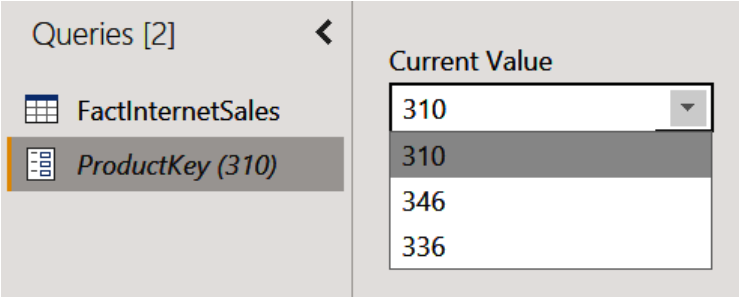 Queries [2]
FactInternetSales
ProductKey (310)
Current Value
310
310
346
336